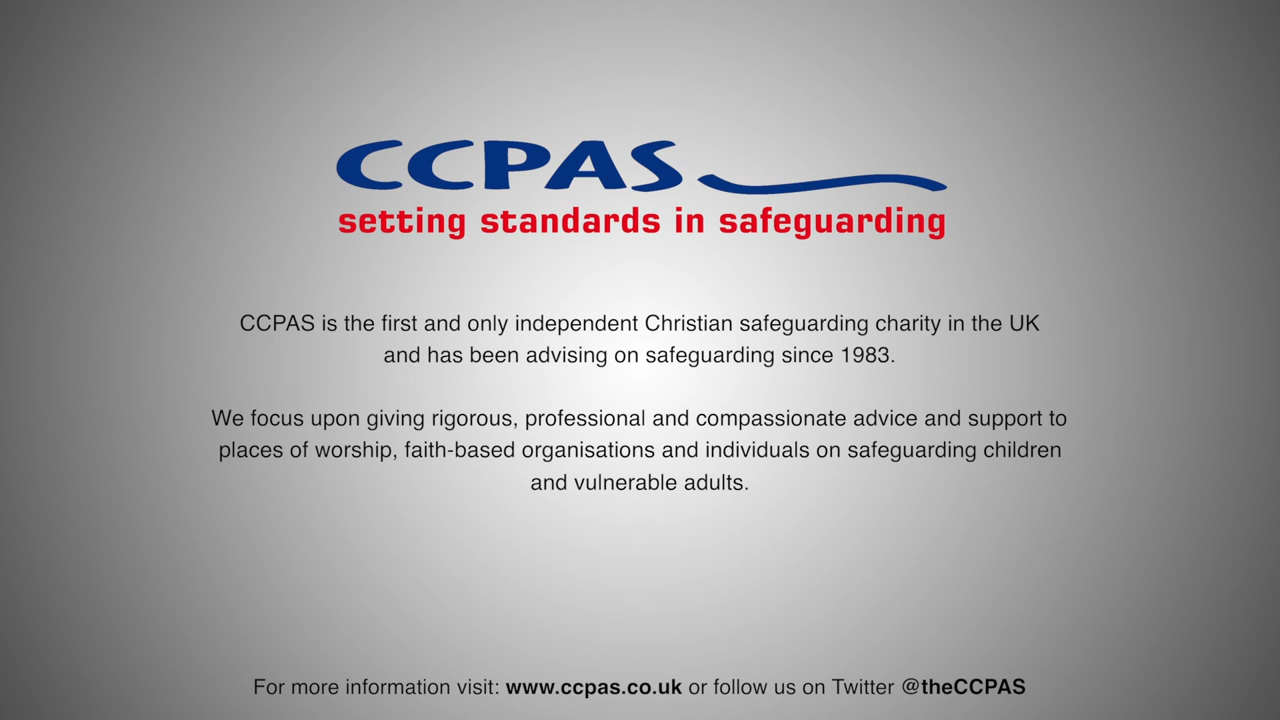 CCPAS
setting standards in safeguarding
CCPAS is the first and only independent Christian safeguarding charity in the UK
and has been advising on safeguarding since 1983.
We focus upon giving rigorous, professional and compassionate advice and support to
places of worship, faith-based organisations and individuals on safeguarding children
and vulnerable adults.
For more information visit: www.ccpas.co.uk or follow us on Twitter @theCCPAS